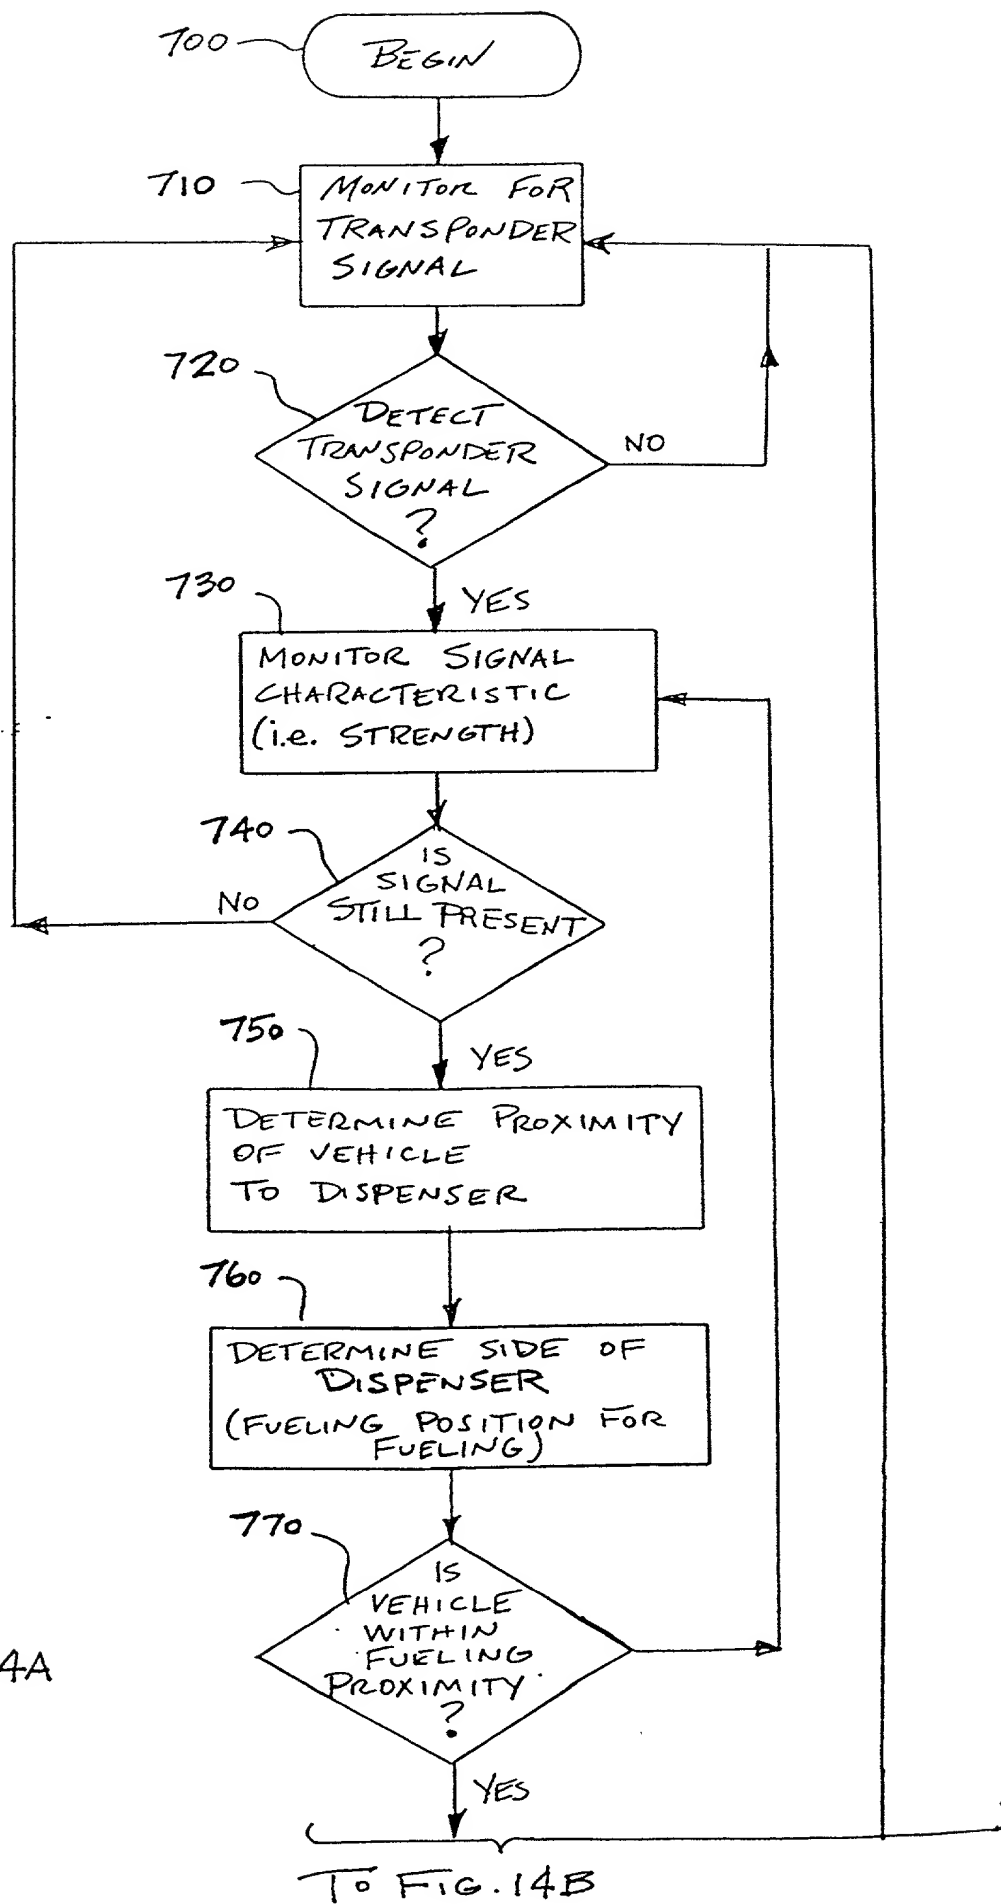 700
BEGIN
710
MONITOR FOR
TRANSPONDER
SIGNAL
720
DETECT
TRANSPONDER
SIGNAL
?
NO
730
YES
MONITOR SIGNAL
CHARACTERISTIC
(i.e. STRENGTH)
740
IS
SIGNAL
STILL PRESENT
?
NO
750
YES
DETERMINE PROXIMITY
OF VEHICLE
TO DISPENSER
760
DETERMINE SIDE OF
DISPENSER
(FUELING POSITION FOR
FUELING)
770
IS
VEHICLE
WITHIN
FUELING
PROXIMITY
?
4A
YES
TO FIG. 14B